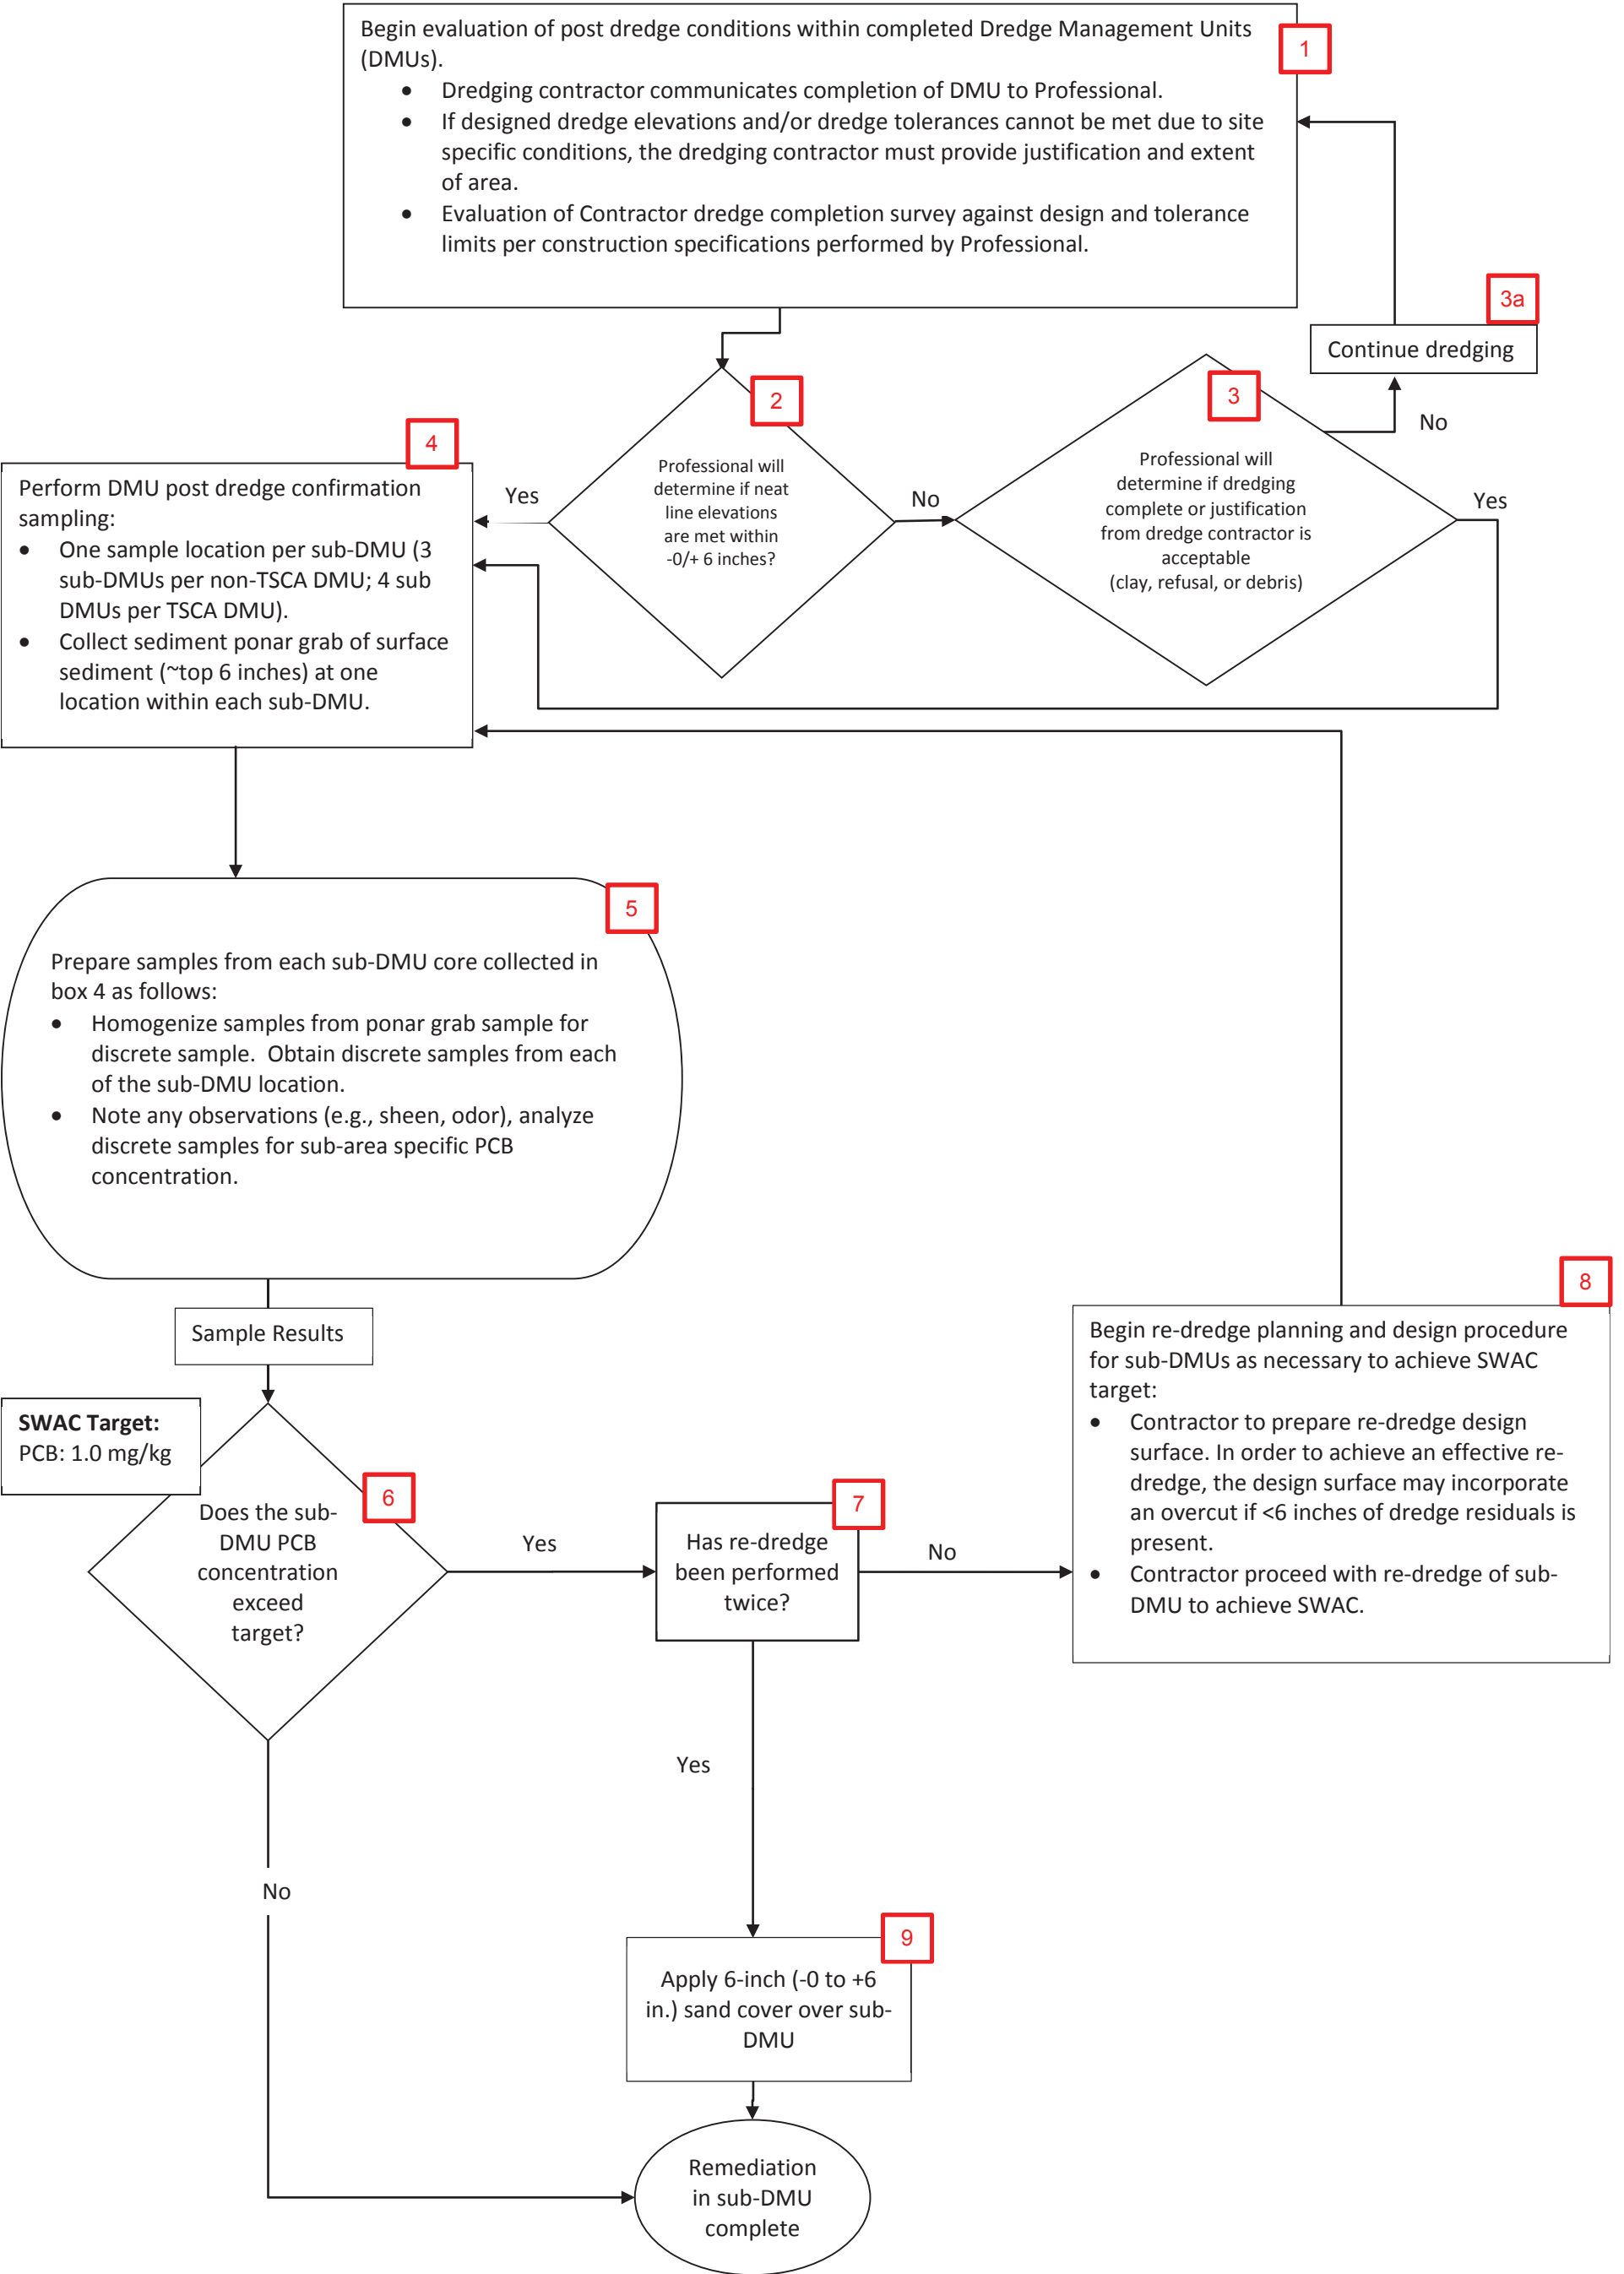 Begin evaluation of post dredge conditions within completed Dredge Management Units
(DMUs).
• Dredging contractor communicates completion of DMU to Professional.
• If designed dredge elevations and/or dredge tolerances cannot be met due to site
specific conditions, the dredging contractor must provide justification and extent
of area.
• Evaluation of Contractor dredge completion survey against design and tolerance
limits per construction specifications performed by Professional.
1
3a
Continue dredging
2
Professional will
determine if neat
line elevations
are met within
-0/+ 6 inches?
Yes
No
3
Professional will
determine if dredging
complete or justification
from dredge contractor is
acceptable
(clay, refusal, or debris)
No
Yes
4
Perform DMU post dredge confirmation
sampling:
• One sample location per sub-DMU (3
sub-DMUs per non-TSCA DMU; 4 sub
DMUs per TSCA DMU).
• Collect sediment ponar grab of surface
sediment (~top 6 inches) at one
location within each sub-DMU.
5
Prepare samples from each sub-DMU core collected in
box 4 as follows:
• Homogenize samples from ponar grab sample for
discrete sample.  Obtain discrete samples from each
of the sub-DMU location.
• Note any observations (e.g., sheen, odor), analyze
discrete samples for sub-area specific PCB
concentration.
Sample Results
SWAC Target:
PCB: 1.0 mg/kg
6
Does the sub-
DMU PCB
concentration
exceed
target?
Yes
No
7
Has re-dredge
been performed
twice?
No
Yes
8
Begin re-dredge planning and design procedure
for sub-DMUs as necessary to achieve SWAC
target:
• Contractor to prepare re-dredge design
surface. In order to achieve an effective re-
dredge, the design surface may incorporate
an overcut if <6 inches of dredge residuals is
present.
• Contractor proceed with re-dredge of sub-
DMU to achieve SWAC.
9
Apply 6-inch (-0 to +6
in.) sand cover over sub-
DMU
Remediation
in sub-DMU
complete